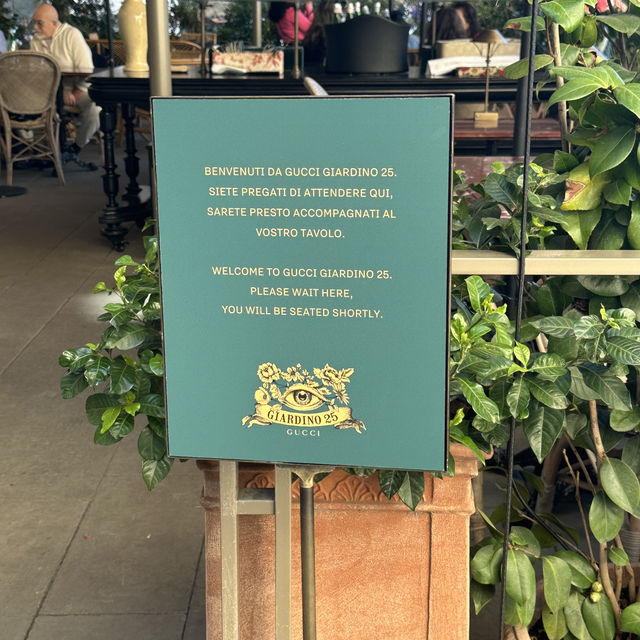 BENVENUTI DA GUCCI GIARDINO 25.
SIETE PREGATI DI ATTENDERE QUI,
SARETE PRESTO ACCOMPAGNATI AL
VOSTRO TAVOLO.
WELCOME TO GUCCI GIARDINO 25.
PLEASE WAIT HERE,
YOU WILL BE SEATED SHORTLY.
GIARDINO 25
GUCCI